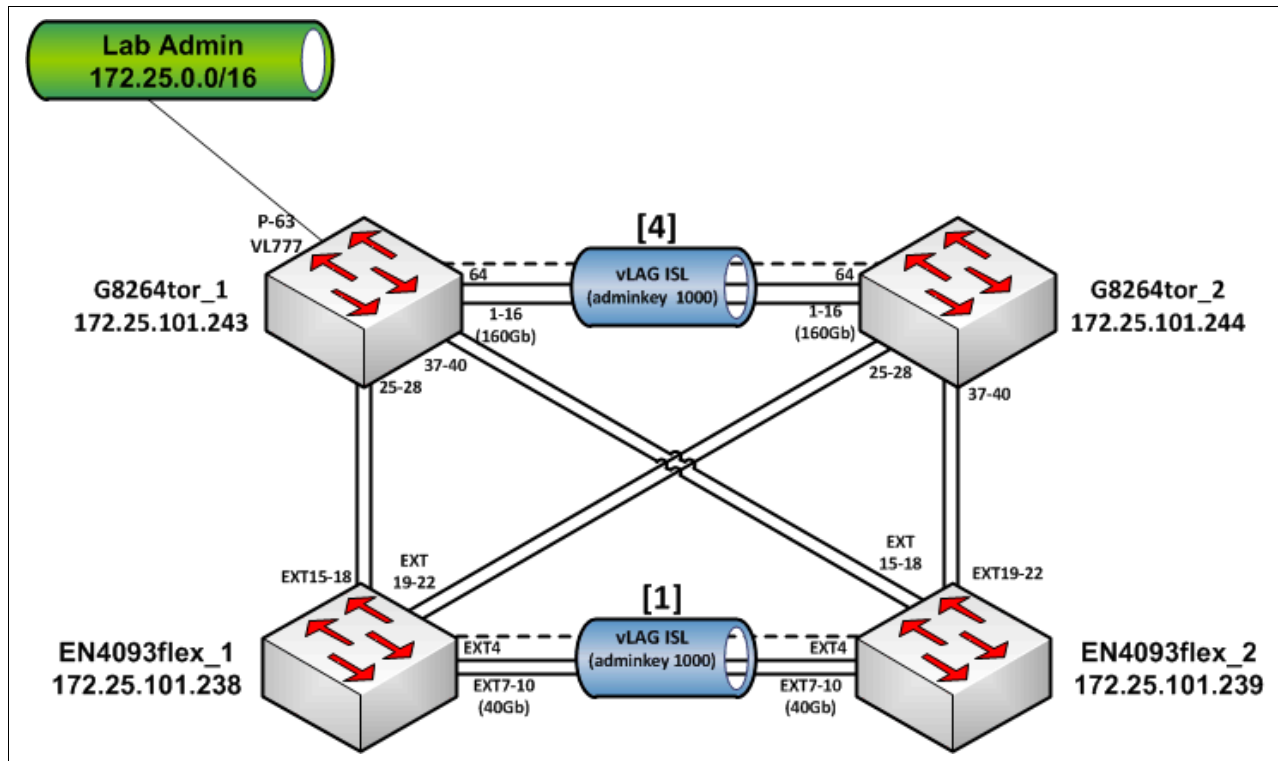 Lab Admin
172.25.0.0/16
P-63
VL777
[4]
64
vLAG ISL
(adminkey 1000)
64
G8264tor_1
172.25.101.243
1-16
(160Gb)
1-16
(160Gb)
G8264tor_2
172.25.101.244
37-40
25-28
25-28
37-40
EXT15-18
EXT
19-22
EXT
15-18
EXT19-22
[1]
EN4093flex_1
172.25.101.238
EXT4
vLAG ISL
(adminkey 1000)
EXT4
EXT7-10
(40Gb)
EXT7-10
(40Gb)
EN4093flex_2
172.25.101.239